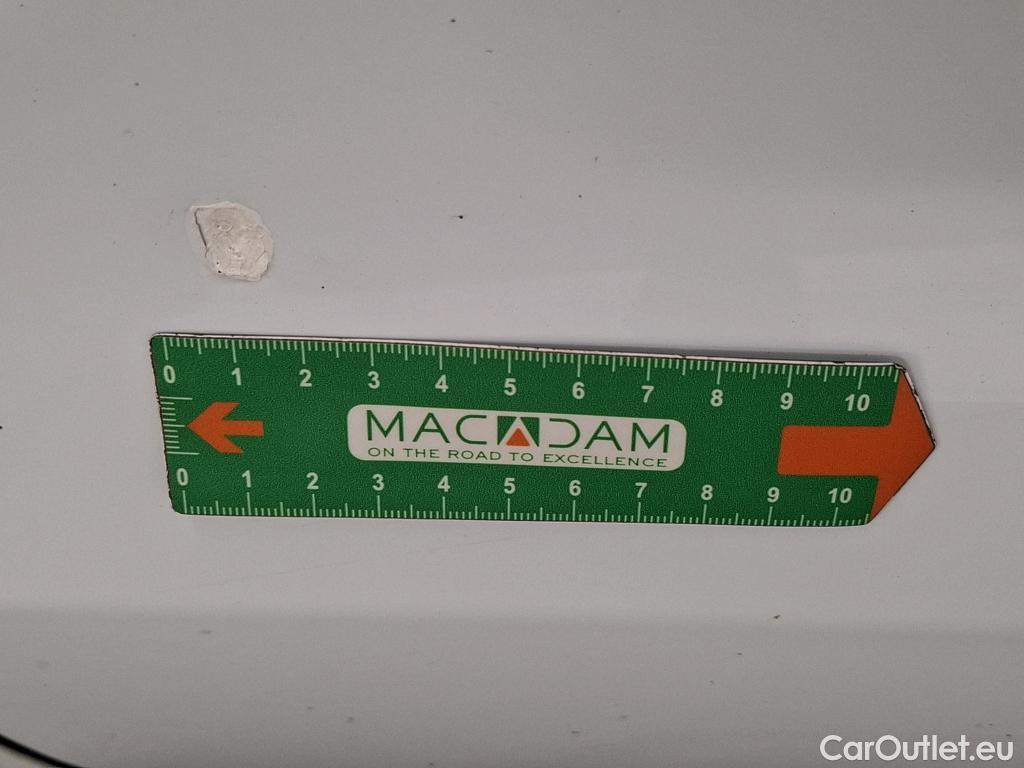 0 1 2 3 4 5 6 7 8 9 10
MACADAM
ON THE ROAD TO EXCELLENCE
0 1 2 3 4 5 6 7 8 9 10
CarOutlet.eu